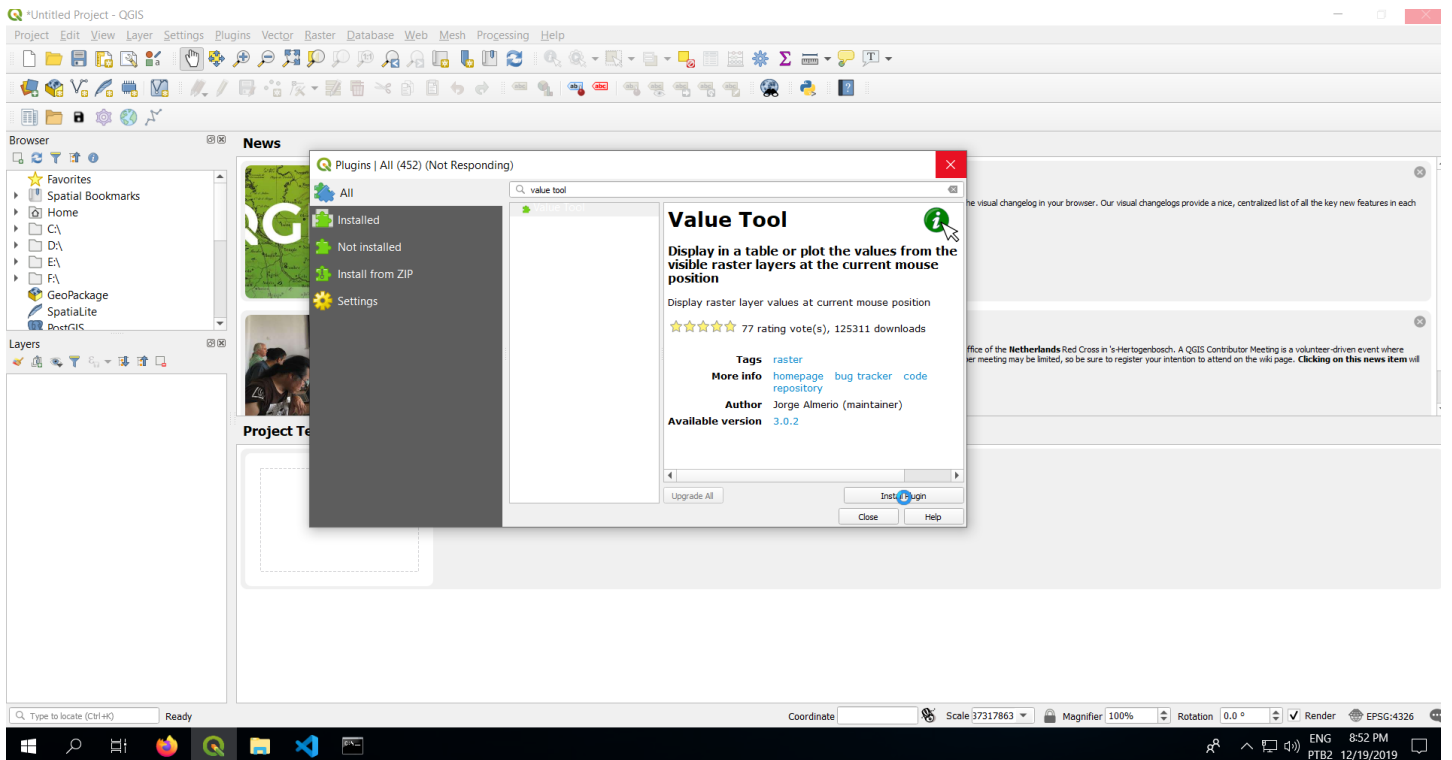 *Untitled Project - QGIS
Project Edit View Layer Settings Plugins Vector Raster Database Web Mesh Processing Help
Browser
Favorites
Spatial Bookmarks
Home
C:\
D:\
E:\
F:\
GeoPackage
SpatiaLite
PostGIS
Layers
News
Plugins | All (452) (Not Responding)
All
Installed
Not installed
Install from ZIP
Settings
value tool
Value Tool
Value Tool
Display in a table or plot the values from the
visible raster layers at the current mouse
position
Display raster layer values at current mouse position
77 rating vote(s), 125311 downloads
Tags raster
More info homepage bug tracker code
repository
Author Jorge Almerio (maintainer)
Available version 3.0.2
Upgrade All
Install Plugin
Close Help
he visual changelog in your browser. Our visual changelogs provide a nice, centralized list of all the key new features in each
ffice of the Netherlands Red Cross in 's-Hertogenbosch. A QGIS Contributor Meeting is a volunteer-driven event where
er meeting may be limited, so be sure to register your intention to attend on the wiki page. Clicking on this news item will
Project Te
Type to locate (Ctrl+K) Ready Coordinate Scale 37317863 Magnifier 100% Rotation 0.0 ° Render EPSG:4326
ENG 8:52 PM
PTB2 12/19/2019